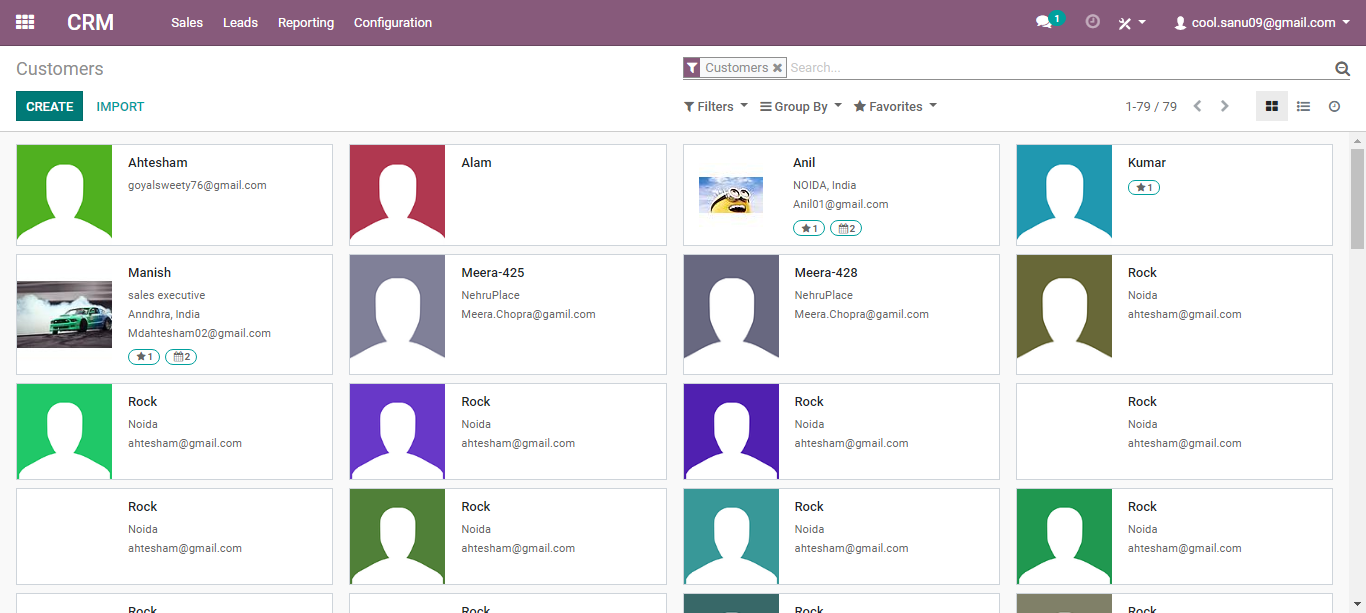 CRM Sales Leads Reporting Configuration 1 cool.sanu09@gmail.com
Customers
Customers Search...
CREATE IMPORT
Filters Group By Favorites 1-79 / 79
Ahtesham
goyalsweety76@gmail.com
Alam
Anil
NOIDA, India
Anil01@gmail.com
1 2
Kumar
1
Manish
sales executive
Anndhra, India
Mdahtesham02@gmail.com
1 2
Meera-425
NehruPlace
Meera.Chopra@gamil.com
Meera-428
NehruPlace
Meera.Chopra@gamil.com
Rock
Noida
ahtesham@gmail.com
Rock
Noida
ahtesham@gmail.com
Rock
Noida
ahtesham@gmail.com
Rock
Noida
ahtesham@gmail.com
Rock
Noida
ahtesham@gmail.com
Rock
Noida
ahtesham@gmail.com
Rock
Noida
ahtesham@gmail.com
Rock
Noida
ahtesham@gmail.com
Rock
Noida
ahtesham@gmail.com
Rock
Rock
Rock
Rock